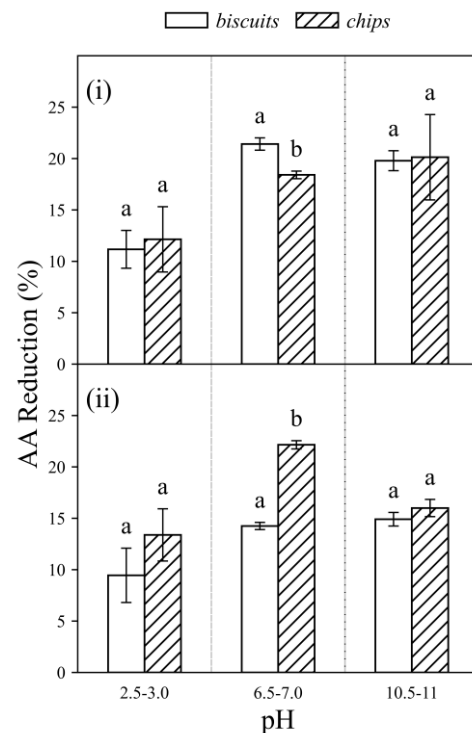 biscuits chips
(i)
a a a b a a
25
20
15
10
5
0
AA Reduction (%)
(ii)
a a a b a a
25
20
15
10
5
0
2.5-3.0 6.5-7.0 10.5-11
pH